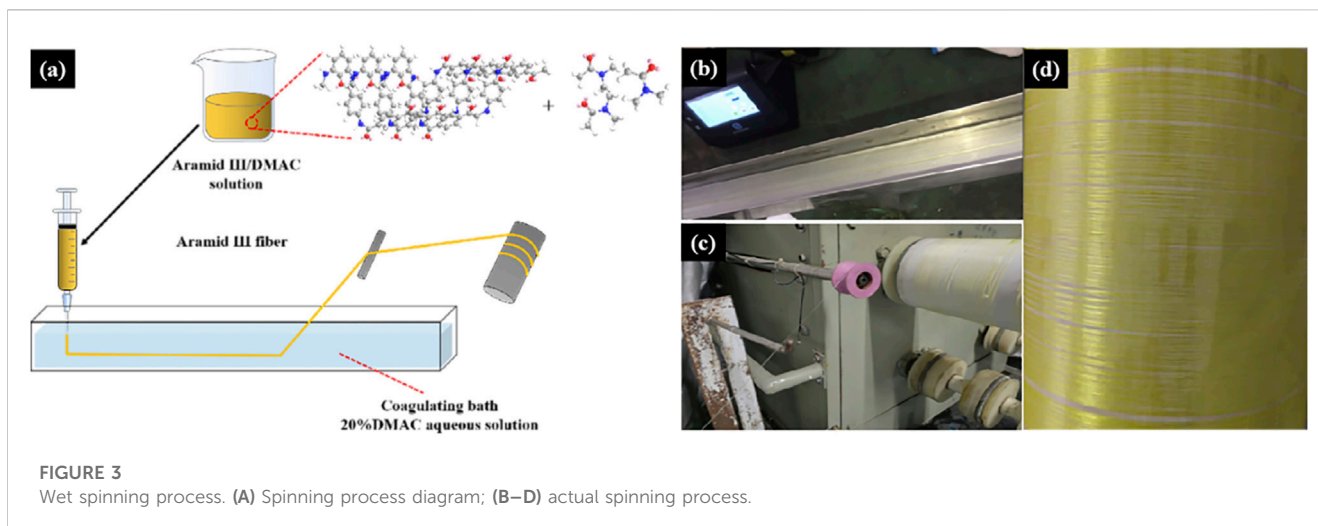 (a)
Aramid III/DMAC
solution
+
Aramid III fiber
Coagulating bath
20%DMAC aqueous solution
(b)
(c)
(d)
FIGURE 3
Wet spinning process. (A) Spinning process diagram; (B–D) actual spinning process.